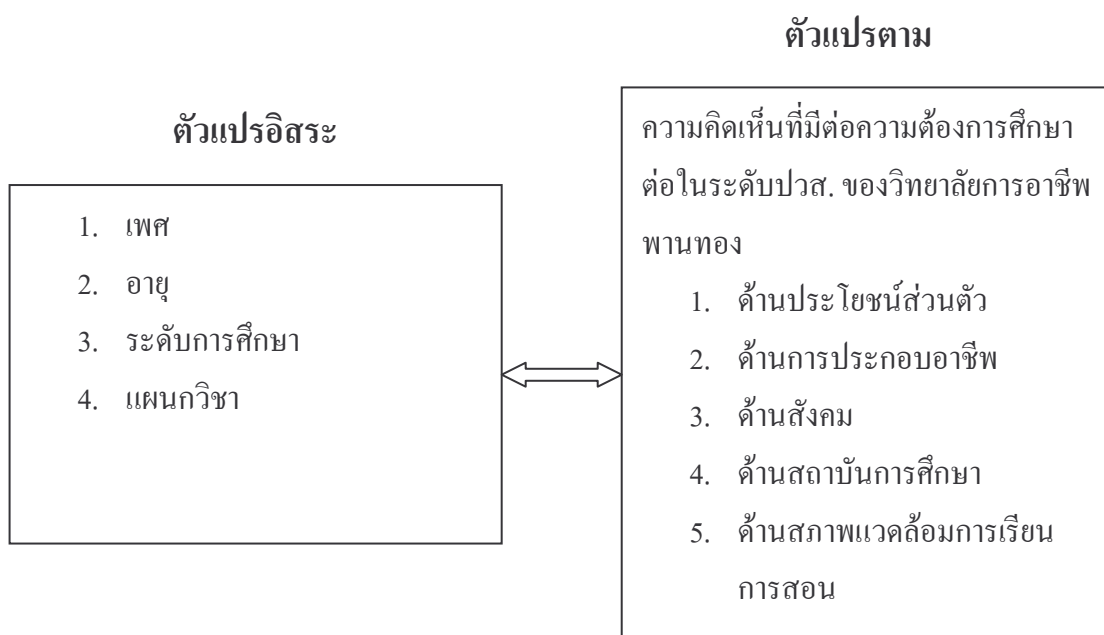 ตัวแปรอิสระ
1. เพศ
2. อายุ
3. ระดับการศึกษา
4. แผนกวิชา
ตัวแปรตาม
ความคิดเห็นที่มีต่อความต้องการศึกษา
ต่อในระดับปวส. ของวิทยาลัยการอาชีพ
พานทอง
1. ด้านประโยชน์ส่วนตัว
2. ด้านการประกอบอาชีพ
3. ด้านสังคม
4. ด้านสถาบันการศึกษา
5. ด้านสภาพแวดล้อมการเรียน
การสอน